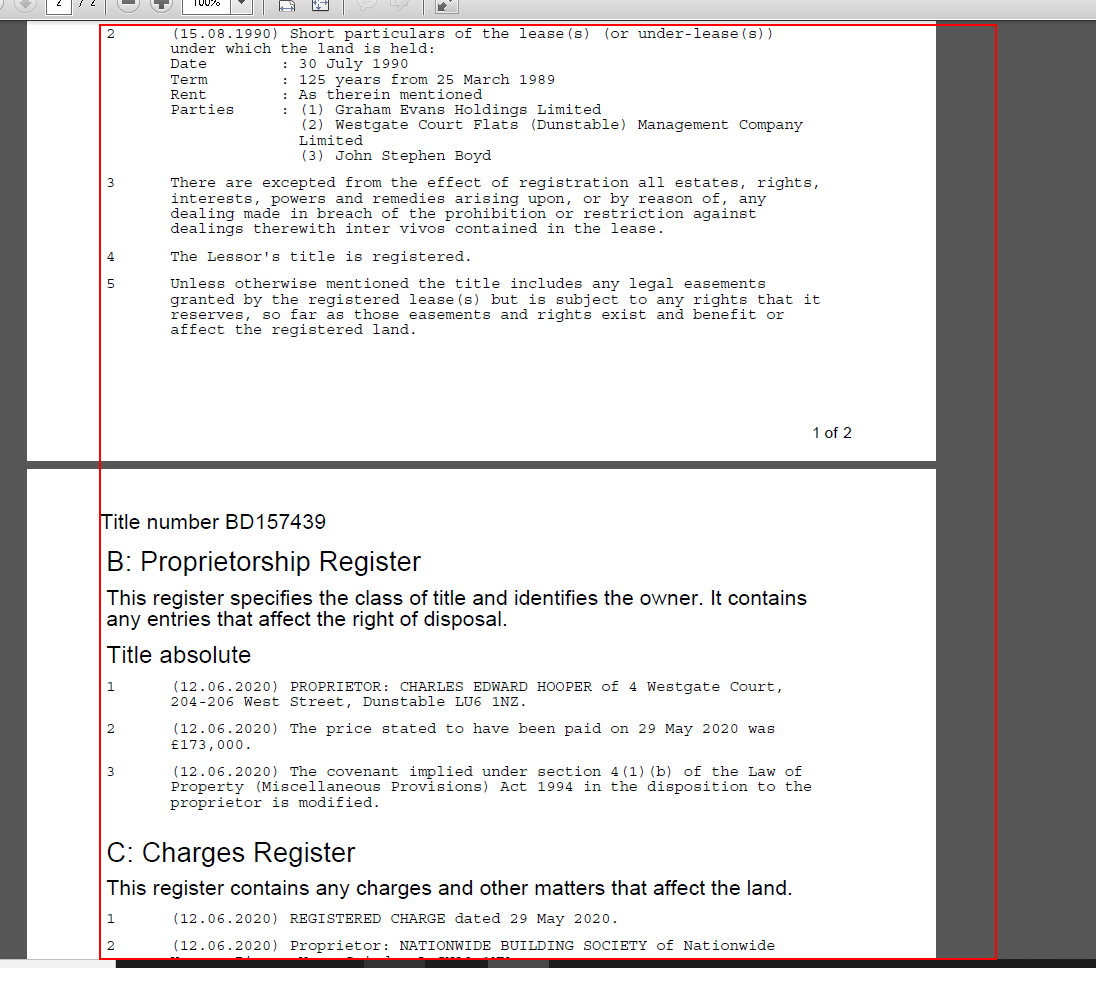 2 / 2 100%
2 (15.08.1990) Short particulars of the lease(s) (or under-lease(s))
under which the land is held:
Date : 30 July 1990
Term : 125 years from 25 March 1989
Rent : As therein mentioned
Parties : (1) Graham Evans Holdings Limited
(2) Westgate Court Flats (Dunstable) Management Company
Limited
(3) John Stephen Boyd
3 There are excepted from the effect of registration all estates, rights,
interests, powers and remedies arising upon, or by reason of, any
dealing made in breach of the prohibition or restriction against
dealings therewith inter vivos contained in the lease.
4 The Lessor's title is registered.
5 Unless otherwise mentioned the title includes any legal easements
granted by the registered lease(s) but is subject to any rights that it
reserves, so far as those easements and rights exist and benefit or
affect the registered land.
1 of 2
Title number BD157439
B: Proprietorship Register
This register specifies the class of title and identifies the owner. It contains
any entries that affect the right of disposal.
Title absolute
1 (12.06.2020) PROPRIETOR: CHARLES EDWARD HOOPER of 4 Westgate Court,
204-206 West Street, Dunstable LU6 1NZ.
2 (12.06.2020) The price stated to have been paid on 29 May 2020 was
£173,000.
3 (12.06.2020) The covenant implied under section 4(1)(b) of the Law of
Property (Miscellaneous Provisions) Act 1994 in the disposition to the
proprietor is modified.
C: Charges Register
This register contains any charges and other matters that affect the land.
1 (12.06.2020) REGISTERED CHARGE dated 29 May 2020.
2 (12.06.2020) Proprietor: NATIONWIDE BUILDING SOCIETY of Nationwide